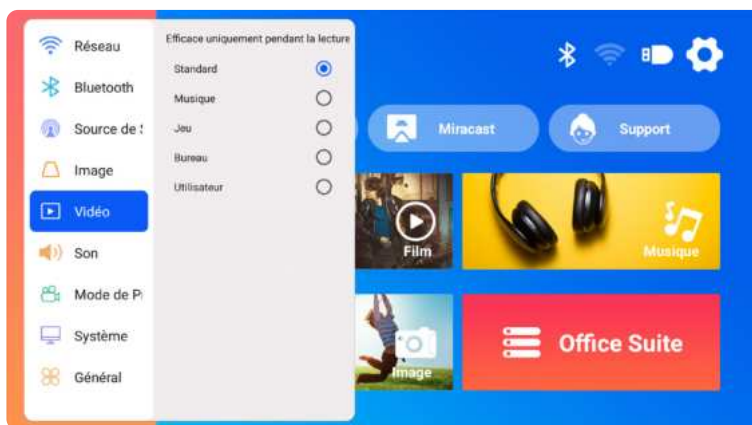 Réseau
Bluetooth
Source de S
Image
Vidéo
Son
Mode de P
Système
Général
Efficace uniquement pendant la lecture
Standard
Musique
Jeu
Bureau
Utilisateur
Miracast
Support
Film
Musique
Image
Office Suite